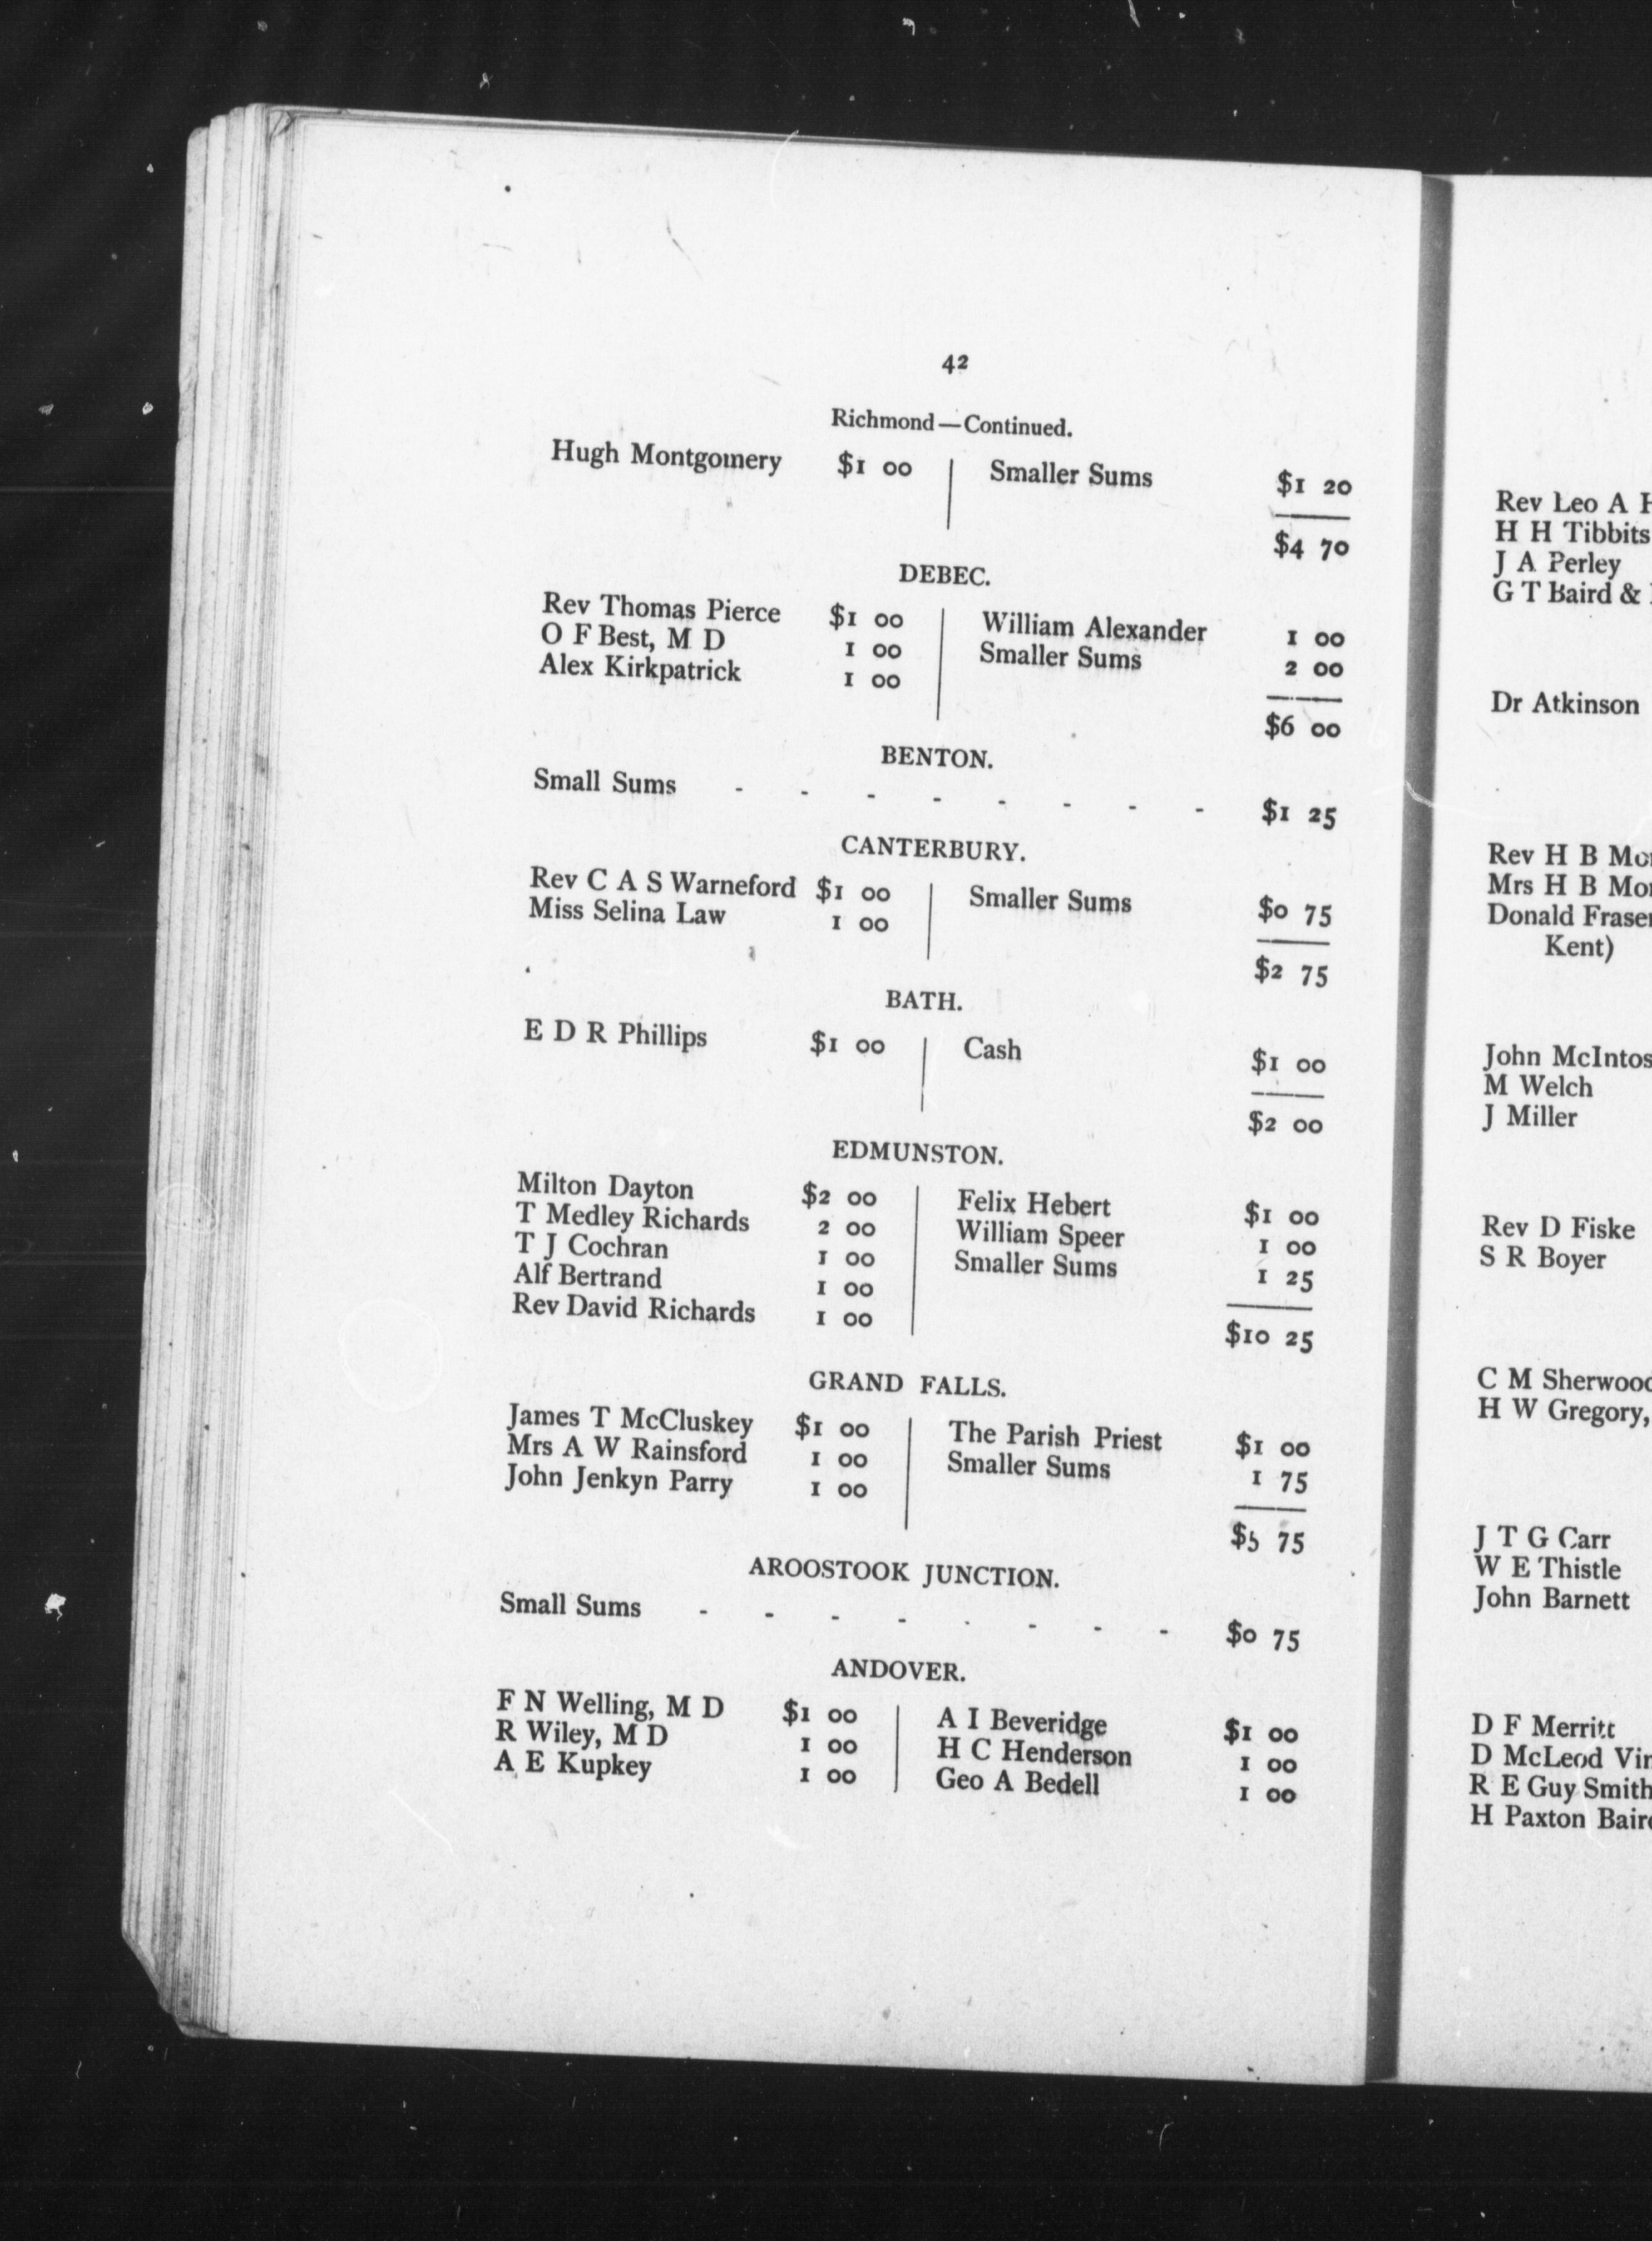 42
Richmond—Continued.
Hugh Montgomery $1 00 Smaller Sums $1 20
$4 70
DEBEC.
Rev Thomas Pierce $1 00 William Alexander 1 00
O F Best, M D 1 00 Smaller Sums 2 00
Alex Kirkpatrick 1 00
$6 00
BENTON.
Small Sums - - - - - - - - $1 25
CANTERBURY.
Rev C A S Warneford $1 00 Smaller Sums $0 75
Miss Selina Law 1 00
$2 75
BATH.
E D R Phillips $1 00 Cash $1 00
$2 00
EDMUNSTON.
Milton Dayton $2 00 Felix Hebert $1 00
T Medley Richards 2 00 William Speer 1 00
T J Cochran 1 00 Smaller Sums 1 25
Alf Bertrand 1 00
Rev David Richards 1 00
$10 25
GRAND FALLS.
James T McCluskey $1 00 The Parish Priest $1 00
Mrs A W Rainsford 1 00 Smaller Sums 1 75
John Jenkyn Parry 1 00
$5 75
AROOSTOOK JUNCTION.
Small Sums - - - - - - - - $0 75
ANDOVER.
F N Welling, M D $1 00 A I Beveridge $1 00
R Wiley, M D 1 00 H C Henderson 1 00
A E Kupkey 1 00 Geo A Bedell 1 00
Rev Leo A
H H Tibbits
J A Perley
G T Baird &
Dr Atkinson
Rev H B
Mrs H B
Donald
Kent)
John
M Welch
J Miller
Rev D Fiske
S R Boyer
C M
H W Gregory,
J T G Carr
W E Thistle
John Barnett
D F Merritt
D McLeod
R E Guy Smith
H Paxton